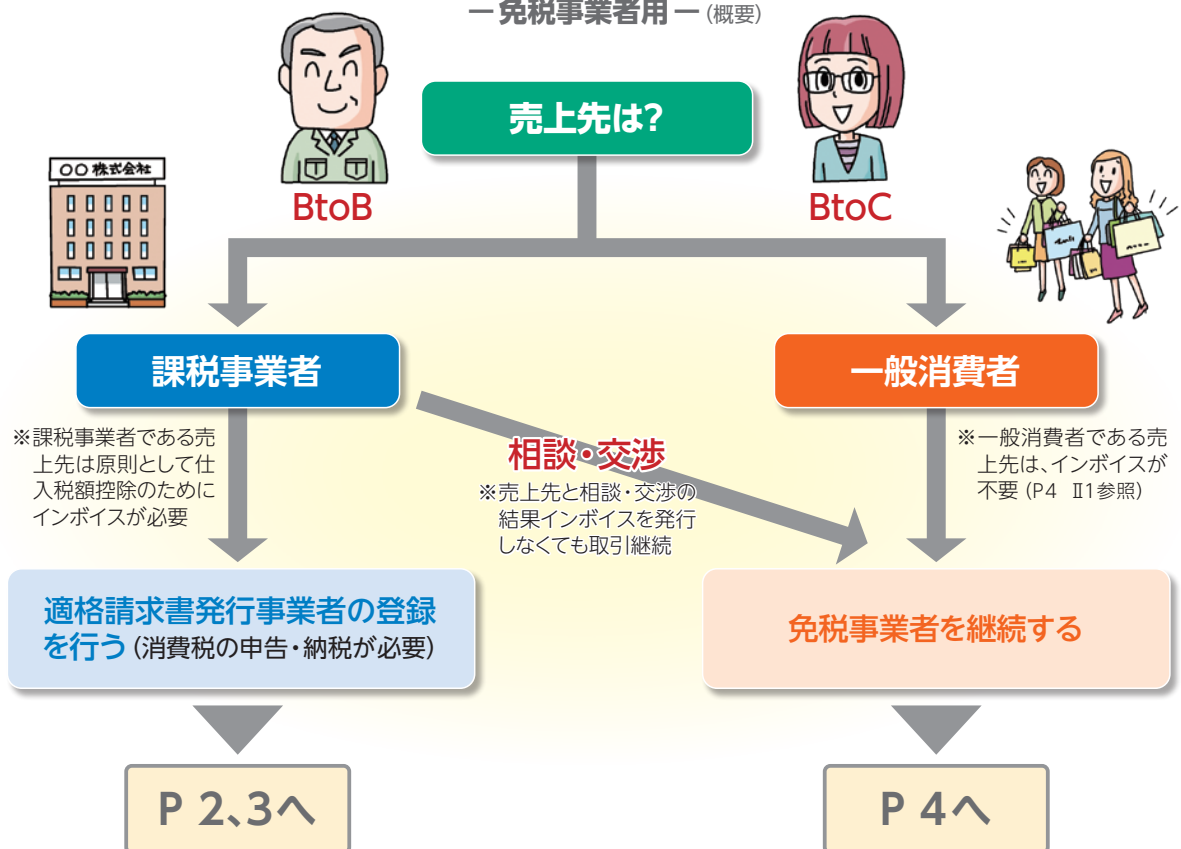 ー免税事業者用ー(概要)
売上先は?
〇〇株式会社
BtoB
BtoC
課税事業者
一般消費者
※課税事業者である売
上先は原則として仕
入税額控除のために
インボイスが必要
相談・交渉
※売上先と相談・交渉の
結果インボイスを発行
しなくても取引継続
※一般消費者である売
上先は、インボイスが
不要(P4 Ⅱ1参照)
適格請求書発行事業者の登録
を行う(消費税の申告・納税が必要)
免税事業者を継続する
P 2、3へ
P 4へ